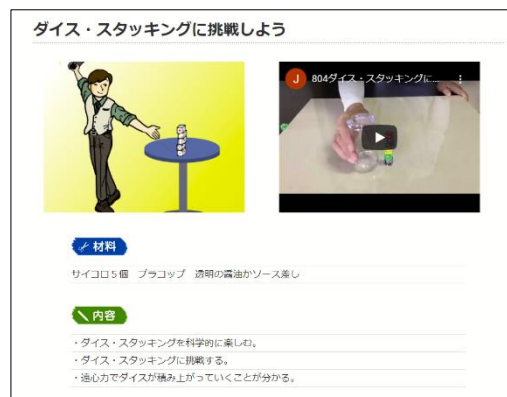 ダイス・スタッキングに挑戦しよう
J 804ダイス・スタッキングに...
材料
サイコロ５個　プラコップ　透明の醤油かソース差し
内容
・ダイス・スタッキングを科学的に楽しむ。
・ダイス・スタッキングに挑戦する。
・遠心力でダイスが積み上がっていくことが分かる。